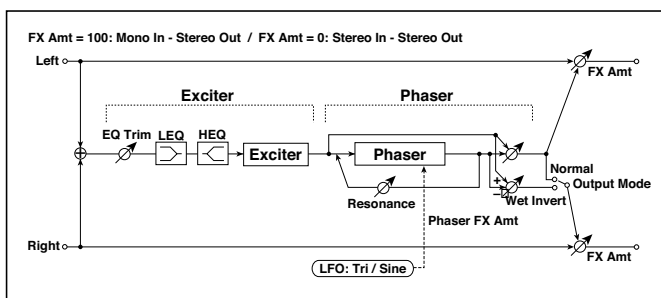 FX Amt = 100: Mono In - Stereo Out / FX Amt = 0: Stereo In - Stereo Out
Left
FX Amt
Exciter
Phaser
EQ Trim
LEQ
HEQ
Exciter
Phaser
Normal
Output Mode
+
−
Wet Invert
Resonance
Phaser FX Amt
Right
FX Amt
LFO: Tri / Sine